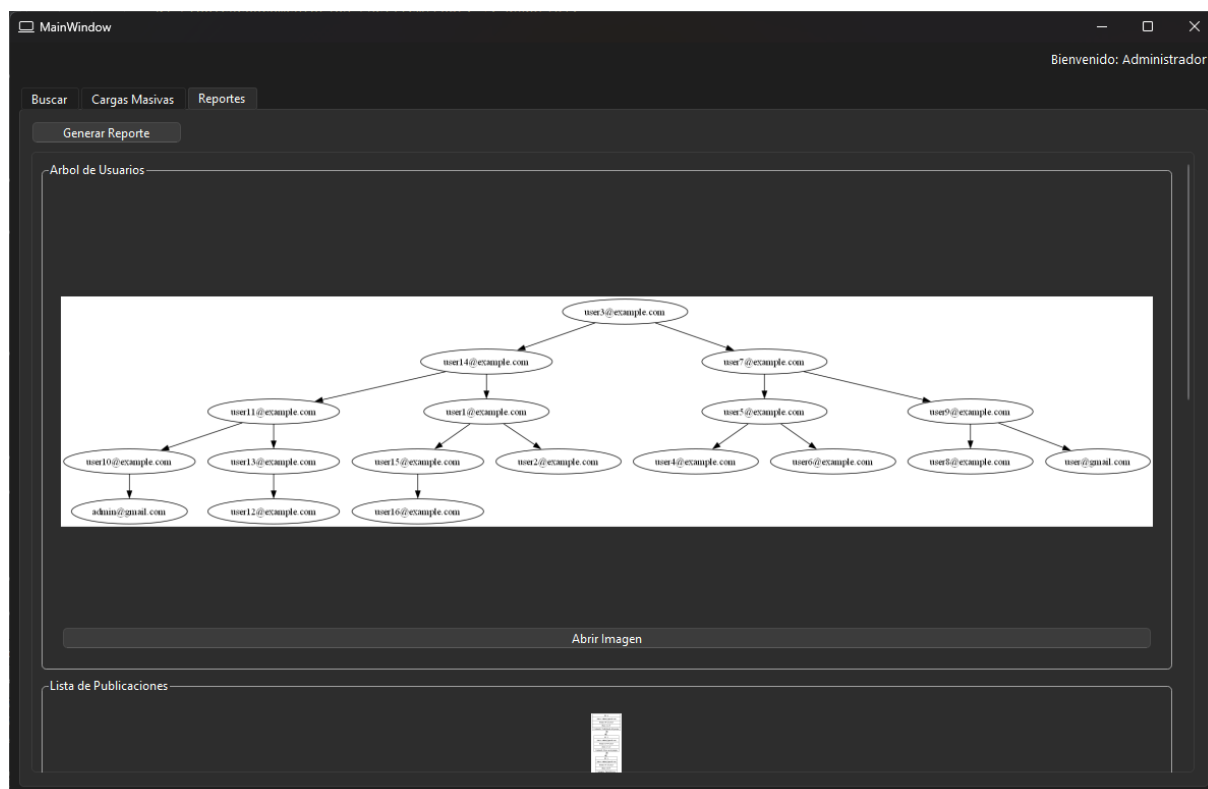 MainWindow
Bienvenido: Administrador
Buscar Cargas Masivas Reportes
Generar Reporte
Arbol de Usuarios
user3@example.com
user14@example.com user7@example.com
user11@example.com user1@example.com user5@example.com user9@example.com
user10@example.com user13@example.com user15@example.com user2@example.com user4@example.com user6@example.com user8@example.com user@gmail.com
admin@gmail.com user12@example.com user16@example.com
Abrir Imagen
Lista de Publicaciones